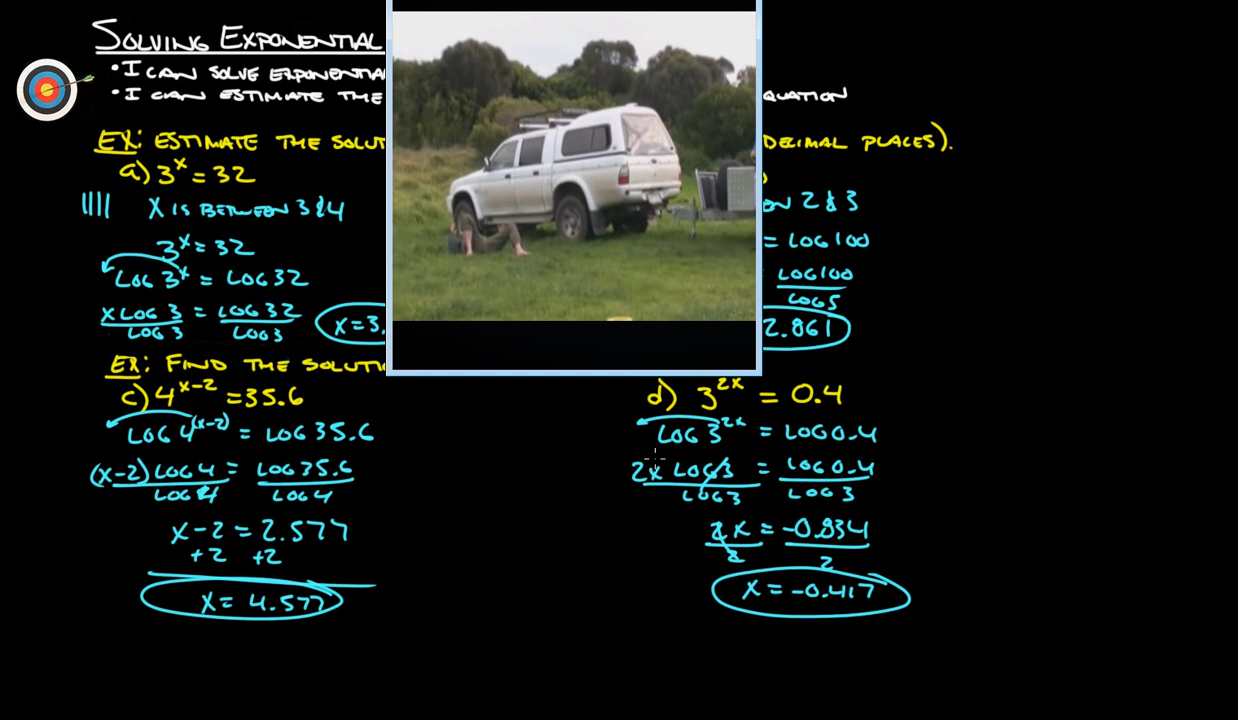 SOLVING EXPONENTIAL
• I CAN SOLVE EXPONENTIA
• I CAN ESTIMATE THE QUATION
EX: ESTIMATE THE SOLUT DECIMAL PLACES).
a) 3^x = 32
X IS BETWEEN 3 & 4
3^x = 32
LOG 3^x = LOG 32
X LOG 3 = LOG 32
LOG 3 LOG 3
X = 3.
EN 2 & 3
= LOG 100
LOG 100
LOG 5
2.861
EX: FIND THE SOLUTI
c) 4^x-2 = 35.6
LOG 4^(x-2) = LOG 35.6
(X-2) LOG 4 = LOG 35.6
LOG 4 LOG 4
X-2 = 2.577
+2 +2
X = 4.577
d) 3^2x = 0.4
LOG 3^2x = LOG 0.4
2X LOG 3 = LOG 0.4
LOG 3 LOG 3
2X = -0.834
2 2
X = -0.417